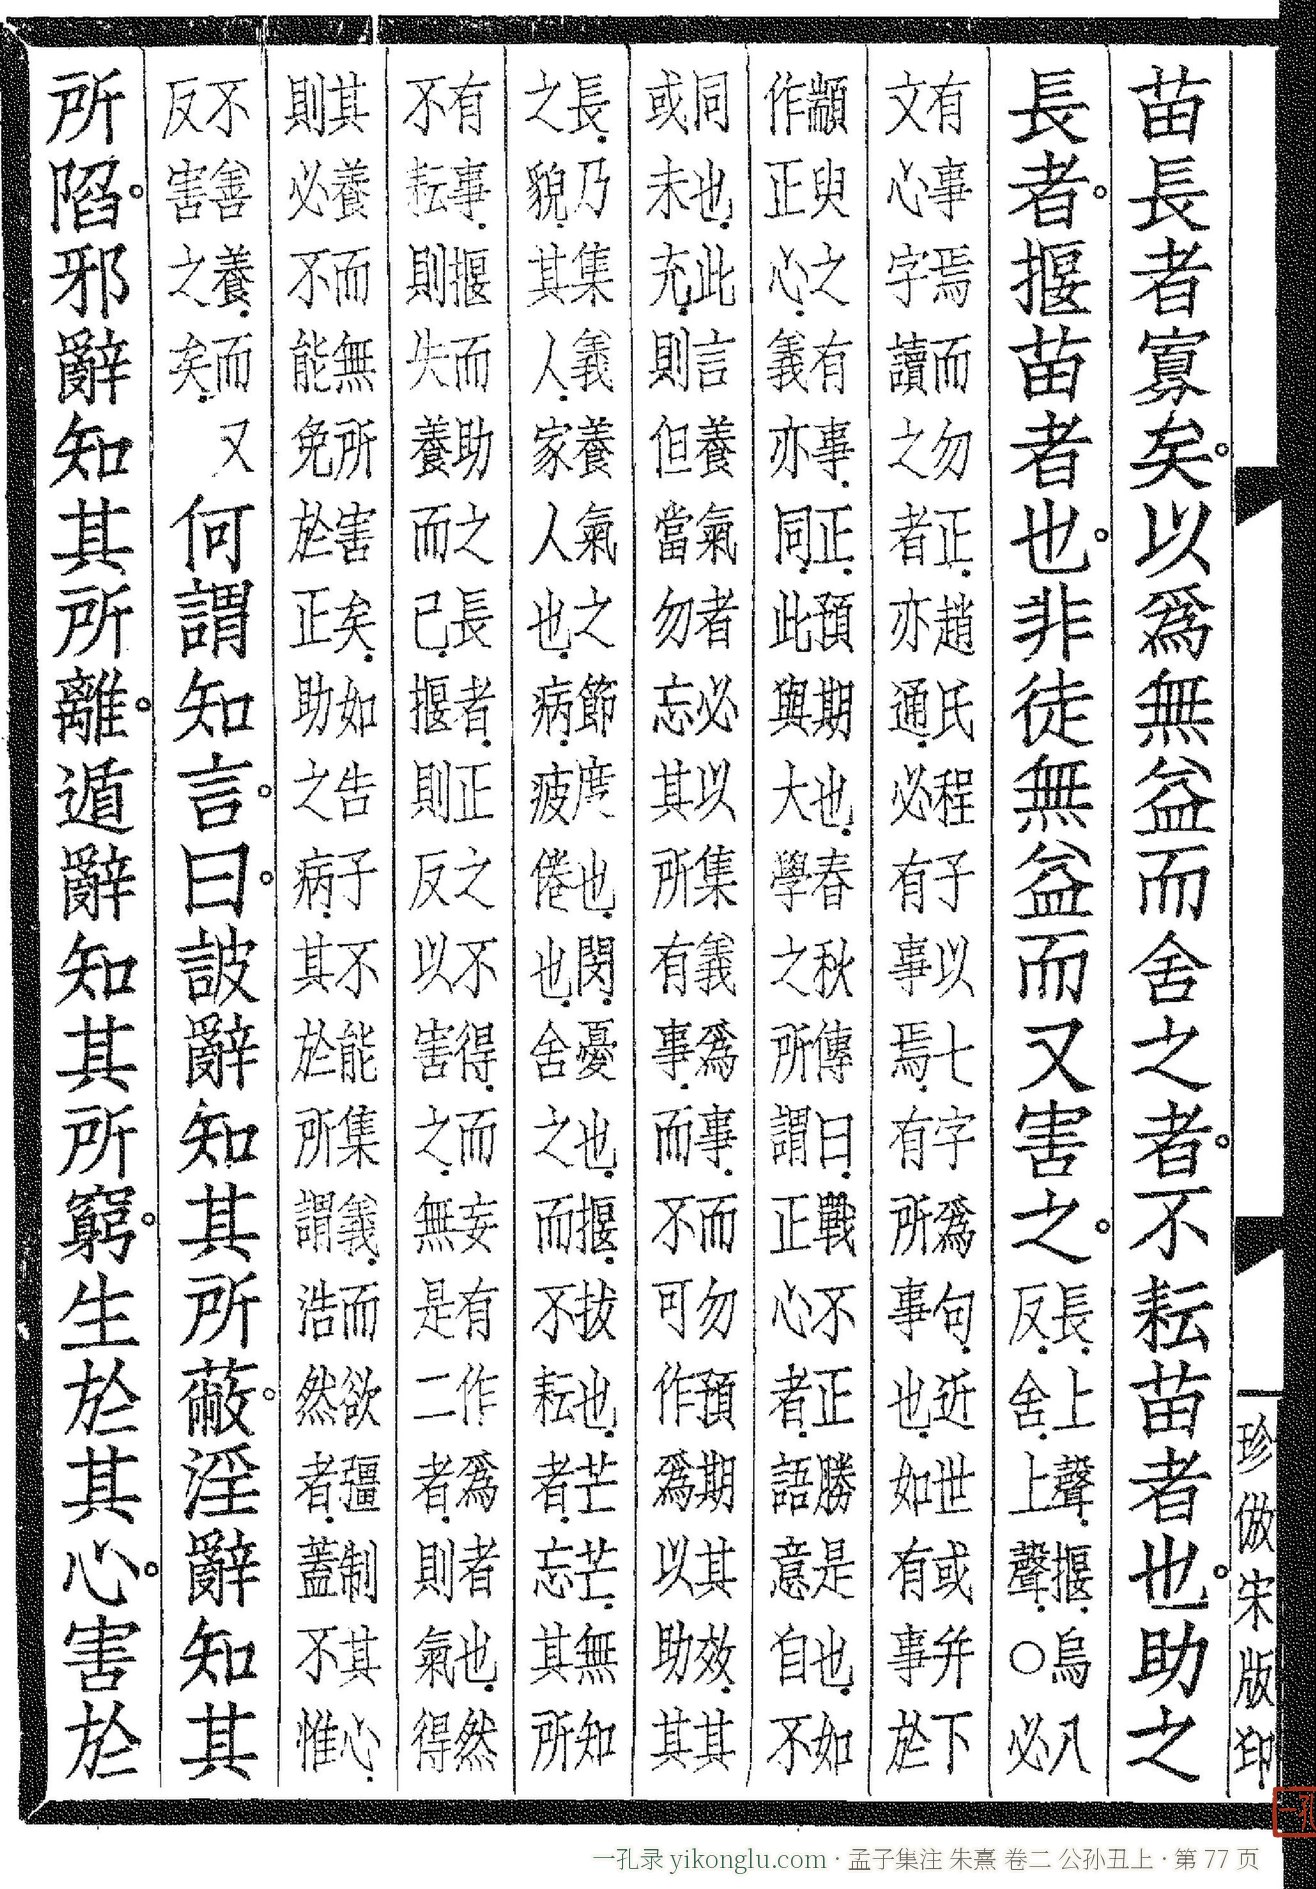 珍倣宋版印
苗長者寡矣。以爲無益而舍之者。不耘苗者也。助之
長者。揠苗者也。非徒無益而又害之。
長.上聲.揠.烏八
反.舍.上聲.○必
有事焉而勿正.趙氏程子以七字爲句.近世或并下
文心字讀之者亦通.必有事焉.有所事也.如有事於
顓臾之有事.正.預期也.春秋傳曰.戰不正勝是也.如
作正心.義亦同.此與大學之所謂正心者.語意自不
同也.此言養氣者必以集義爲事.而勿預期其效.其
或未充.則但當勿忘其所有事.而不可作爲以助其
長.乃集義養氣之節度也.閔.憂也.揠.拔也.芒芒.無知
之貌.其人.家人也.病.疲倦也.舍之而不耘者.忘其所
有事.揠而助之長者.正之不得.而妄有作爲者也.然
不耘則失養而已.揠則反以害之.無是二者.則氣得
其養而無所害矣.如告子不能集義.而欲彊制其心.
則必不能免於正助之病.其於所謂浩然者.蓋不惟
不善養.而又
反害之矣.
何謂知言。曰。詖辭知其所蔽。淫辭知其
所陷。邪辭知其所離。遁辭知其所窮。生於其心。害於
一孔录 yikonglu.com · 孟子集注 朱熹 卷二 公孙丑上 · 第 77 页